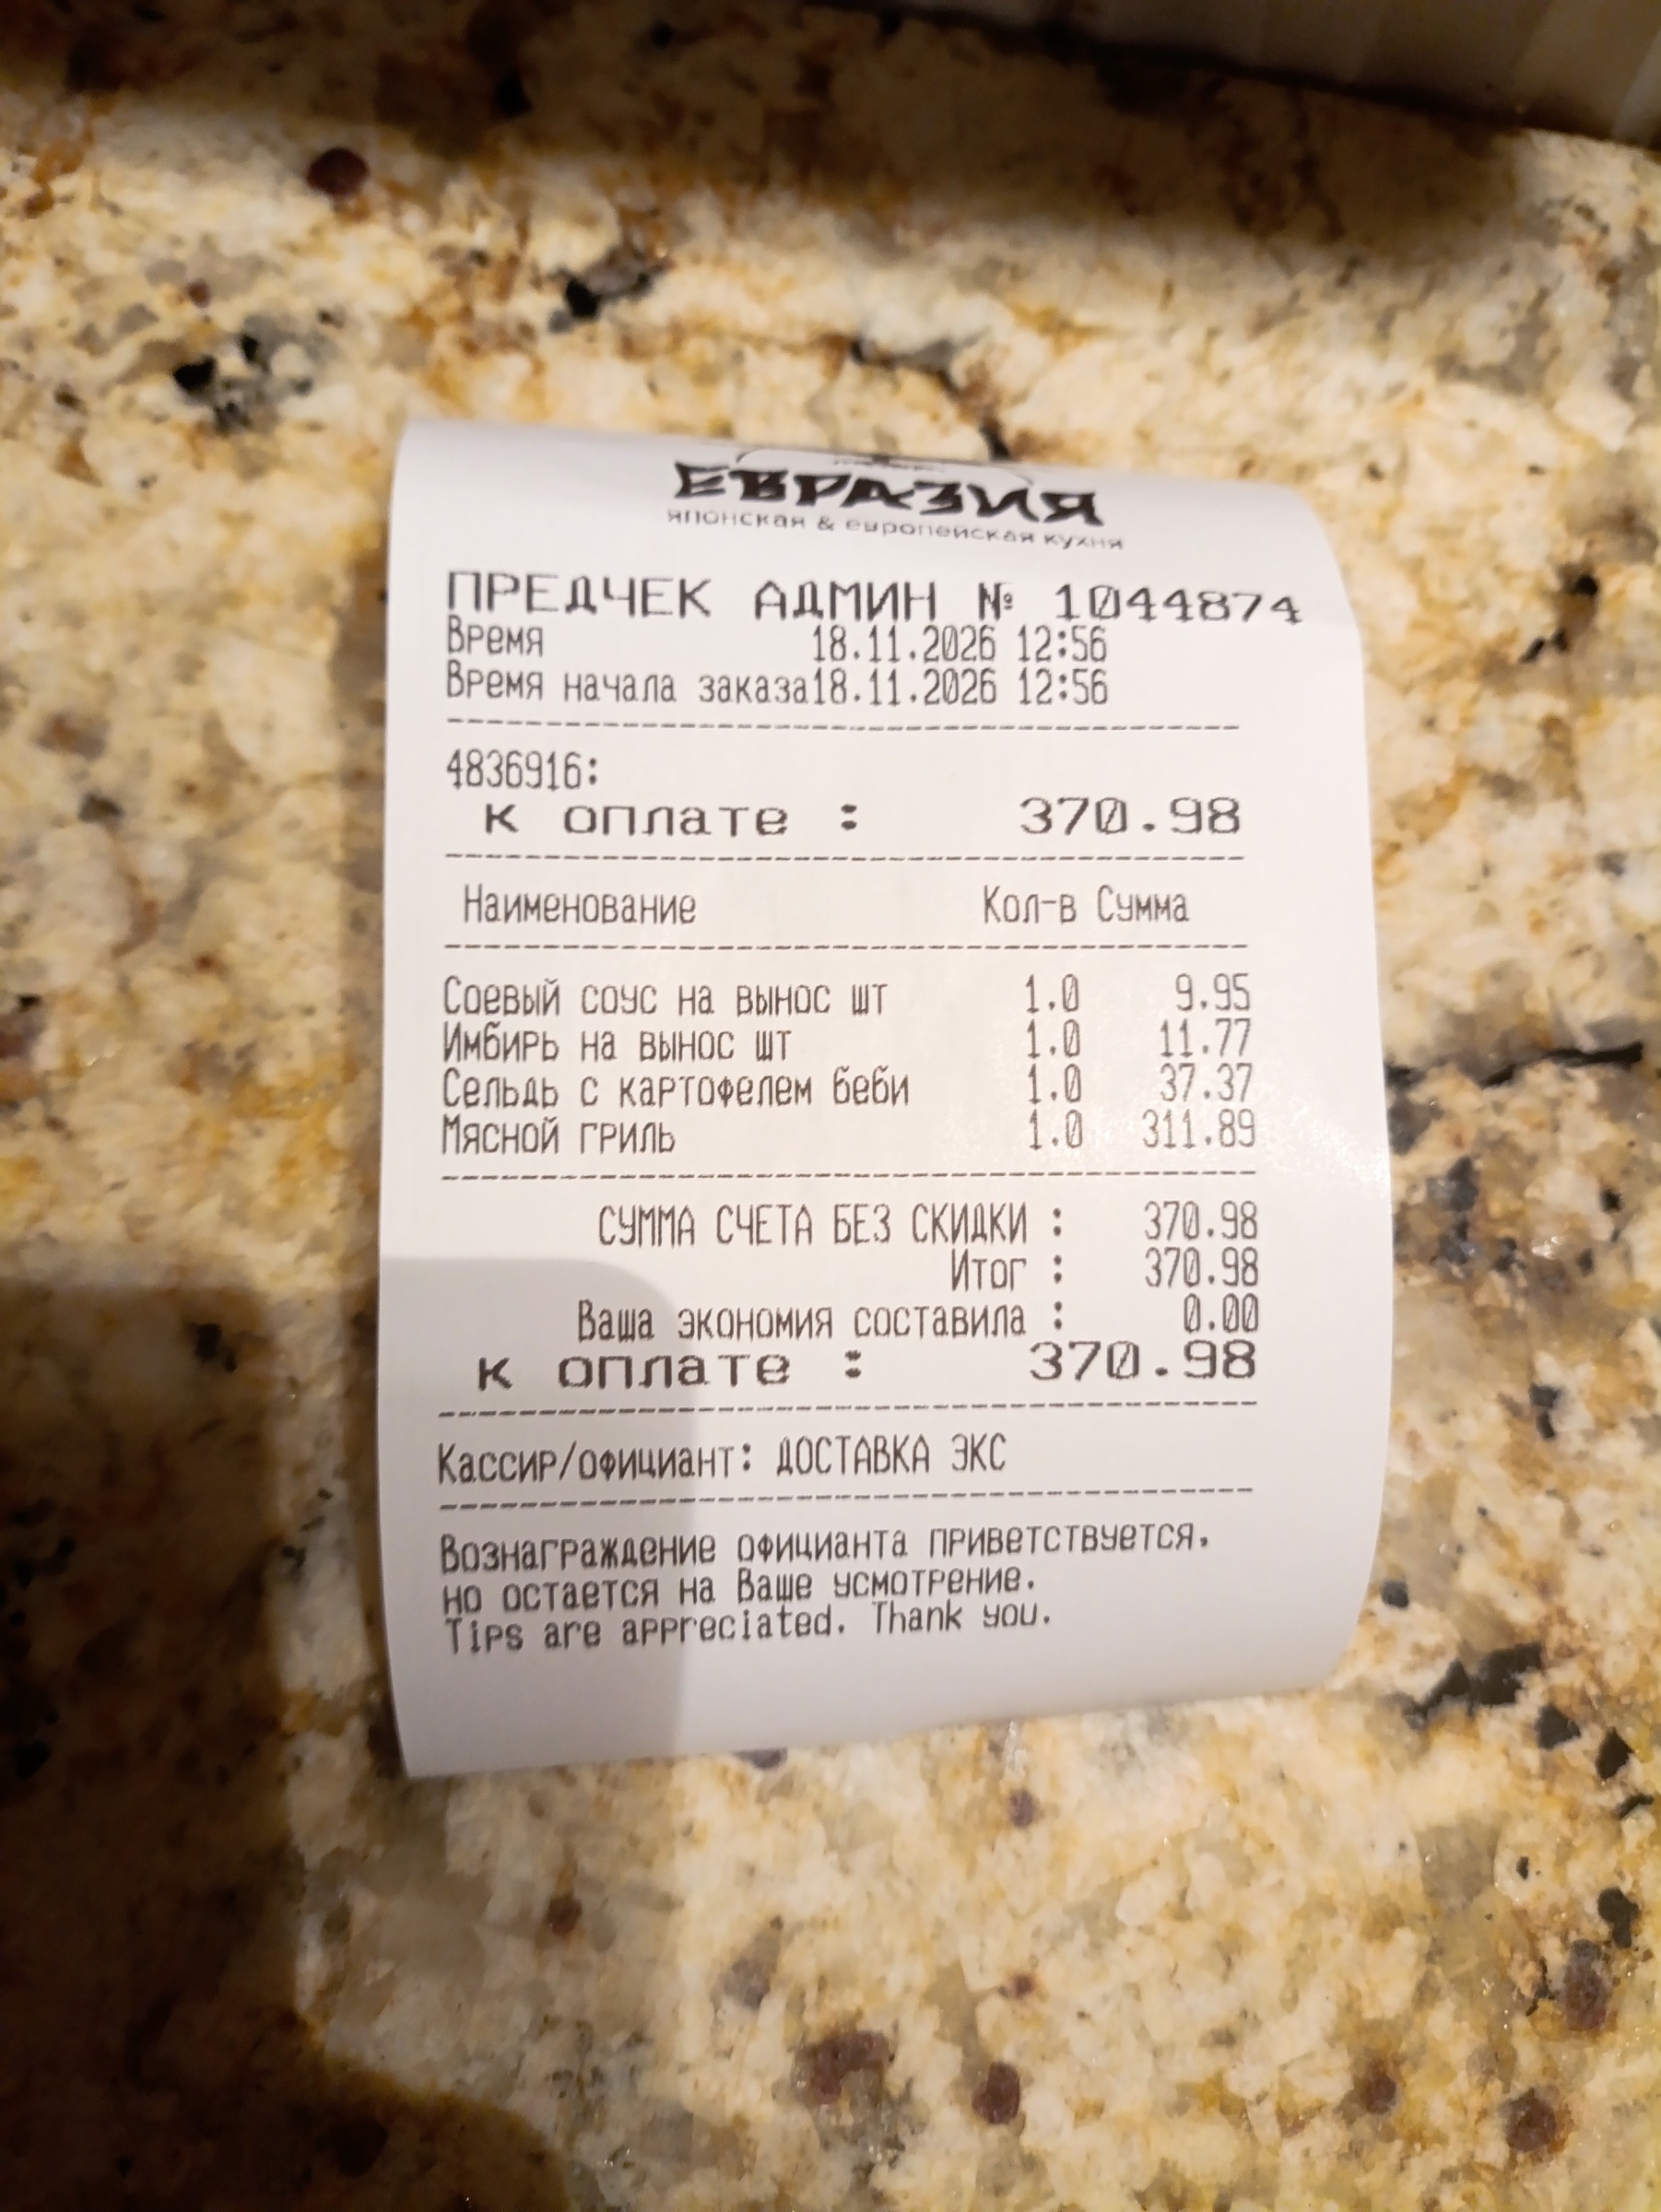 ЕВРАЗИЯ
японская & европейская кухня
ПРЕДЧЕК АДМИН № 1044874
Время 18.11.2026 12:56
Время начала заказа18.11.2026 12:56
4836916:
к оплате : 370.98
Наименование Кол-в Сумма
Соевый соус на вынос шт 1.0 9.95
Имбирь на вынос шт 1.0 11.77
Сельдь с картофелем беби 1.0 37.37
Мясной гриль 1.0 311.89
СУММА СЧЕТА БЕЗ СКИДКИ : 370.98
Итог : 370.98
Ваша экономия составила : 0.00
к оплате : 370.98
Кассир/официант: ДОСТАВКА ЭКС
Вознаграждение официанта приветствуется,
но остается на Ваше усмотрение.
Tips are appreciated. Thank you.